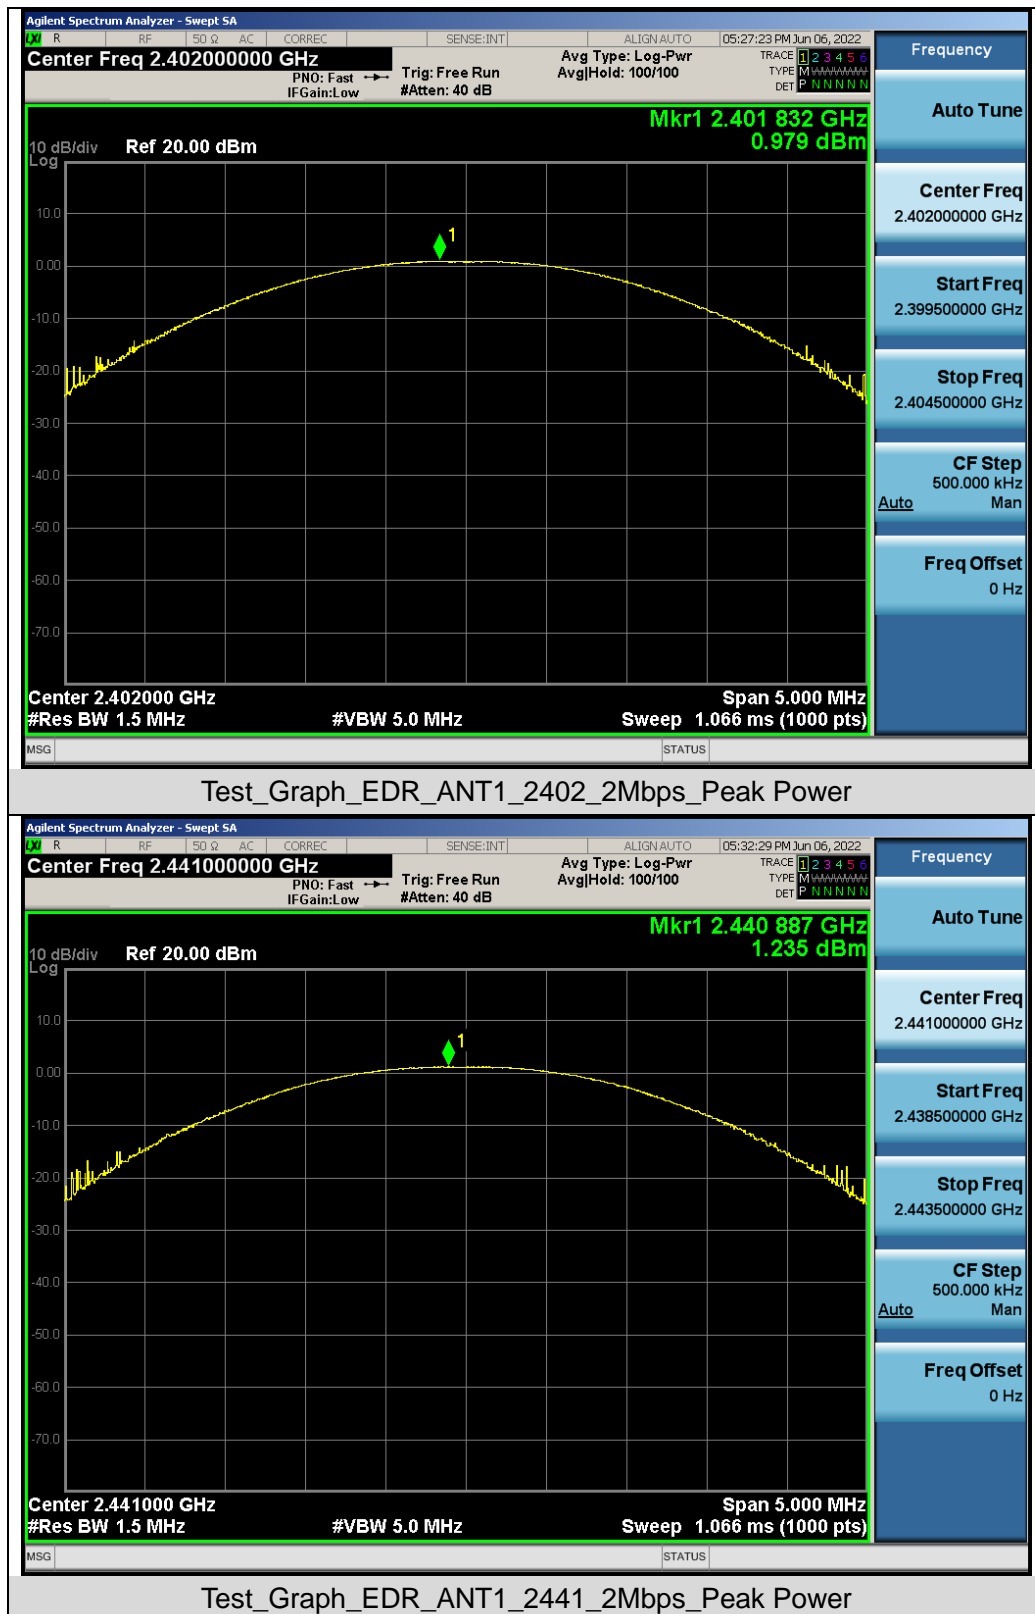 Agilent Spectrum Analyzer - Swept SA
LXI R RF 50 Ω AC CORREC SENSE:INT ALIGN AUTO 05:27:23 PM Jun 06, 2022
Center Freq 2.402000000 GHz
PNO: Fast
IFGain:Low
Trig: Free Run
#Atten: 40 dB
Avg Type: Log-Pwr
Avg|Hold: 100/100
TRACE 1 2 3 4 5 6
TYPE M
DET P N N N N N
Frequency
Mkr1 2.401 832 GHz
0.979 dBm
10 dB/div Ref 20.00 dBm
Log
1
10.0
0.00
-10.0
-20.0
-30.0
-40.0
-50.0
-60.0
-70.0
Center 2.402000 GHz Span 5.000 MHz
#Res BW 1.5 MHz #VBW 5.0 MHz Sweep 1.066 ms (1000 pts)
MSG STATUS
Auto Tune
Center Freq
2.402000000 GHz
Start Freq
2.399500000 GHz
Stop Freq
2.404500000 GHz
CF Step
500.000 kHz
Auto Man
Freq Offset
0 Hz
Test_Graph_EDR_ANT1_2402_2Mbps_Peak Power
Agilent Spectrum Analyzer - Swept SA
LXI R RF 50 Ω AC CORREC SENSE:INT ALIGN AUTO 05:32:29 PM Jun 06, 2022
Center Freq 2.441000000 GHz
PNO: Fast
IFGain:Low
Trig: Free Run
#Atten: 40 dB
Avg Type: Log-Pwr
Avg|Hold: 100/100
TRACE 1 2 3 4 5 6
TYPE M
DET P N N N N N
Frequency
Mkr1 2.440 887 GHz
1.235 dBm
10 dB/div Ref 20.00 dBm
Log
1
10.0
0.00
-10.0
-20.0
-30.0
-40.0
-50.0
-60.0
-70.0
Center 2.441000 GHz Span 5.000 MHz
#Res BW 1.5 MHz #VBW 5.0 MHz Sweep 1.066 ms (1000 pts)
MSG STATUS
Auto Tune
Center Freq
2.441000000 GHz
Start Freq
2.438500000 GHz
Stop Freq
2.443500000 GHz
CF Step
500.000 kHz
Auto Man
Freq Offset
0 Hz
Test_Graph_EDR_ANT1_2441_2Mbps_Peak Power